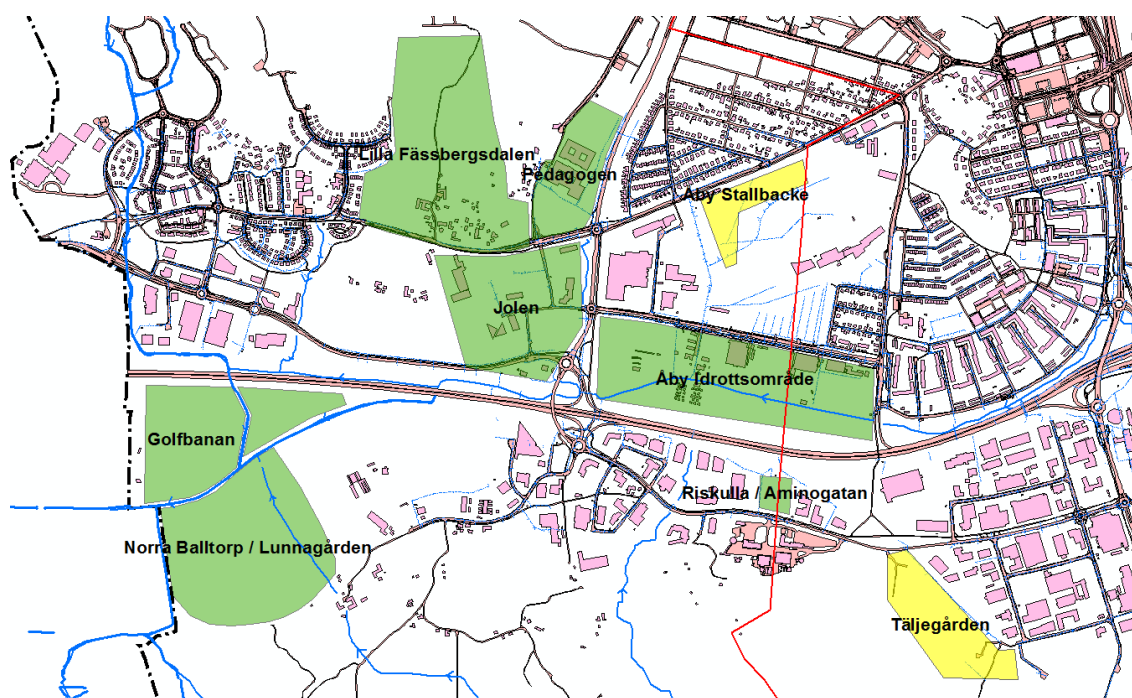 Lilla Fässbergsdalen
Pedagogen
Åby Stallbacke
Jolen
Åby Idrottsområde
Golfbanan
Riskulla / Aminogatan
Norra Balltorp / Lunnagården
Täljegården